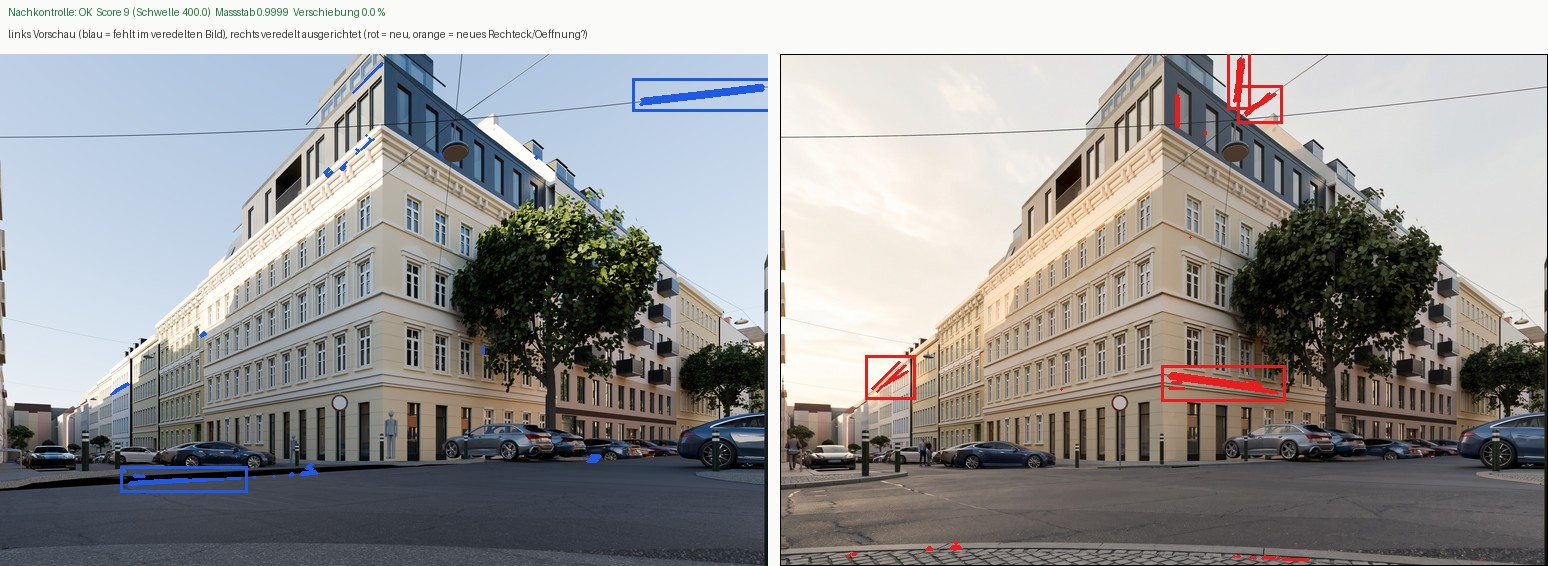 Nachkontrolle: OK Score 9 (Schwelle 400.0) Massstab 0.9999 Verschiebung 0.0 %
links Vorschau (blau = fehlt im veredelten Bild), rechts veredelt ausgerichtet (rot = neu, orange = neues Rechteck/Oeffnung?)